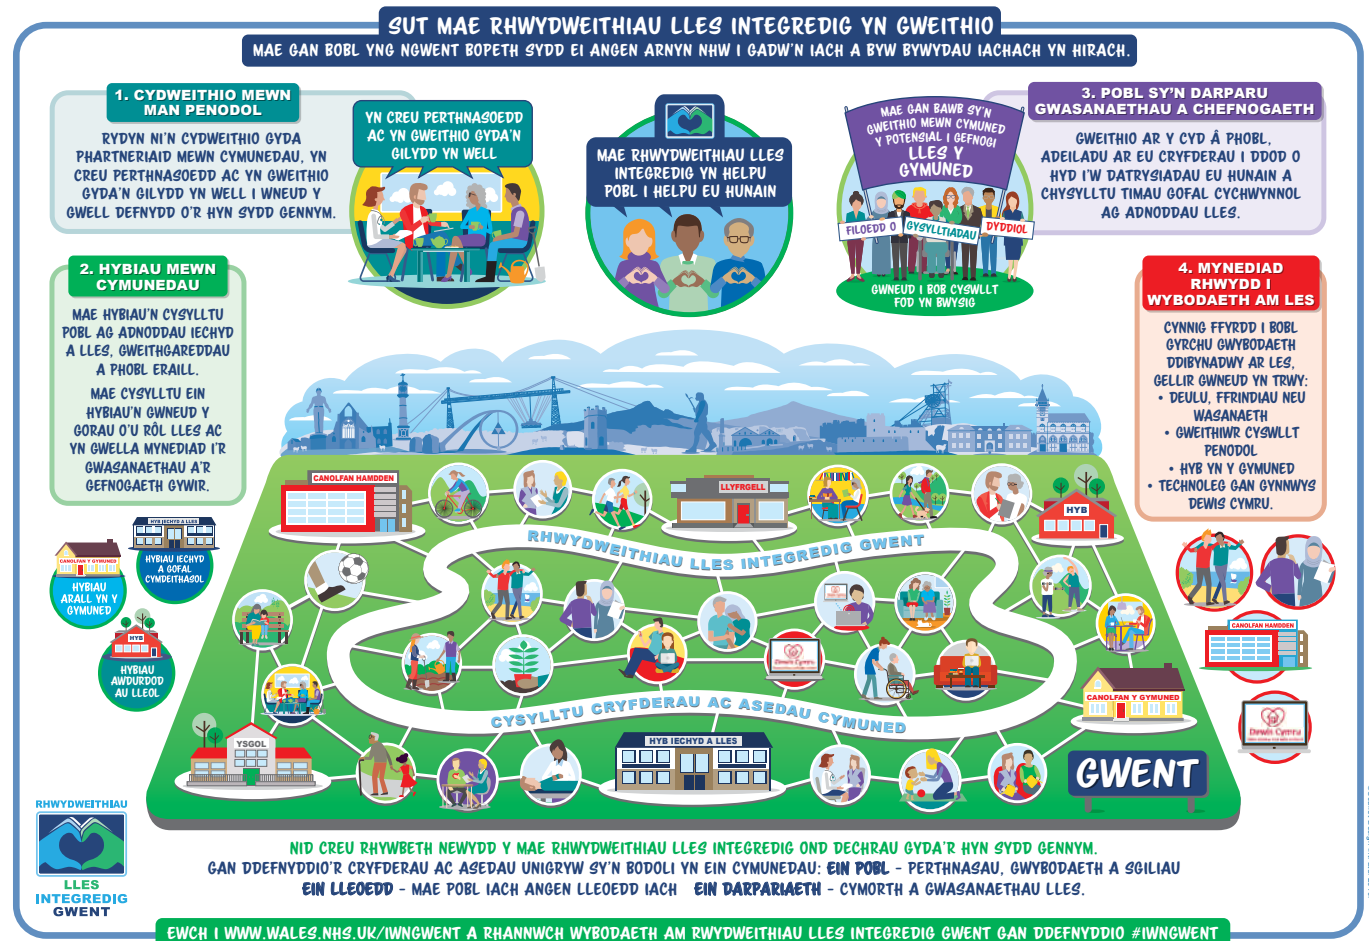 SUT MAE RHWYDWEITHIAU LLES INTEGREDIG YN GWEITHIO
MAE GAN BOBL YNG NGWENT BOPETH SYDD EI ANGEN ARNYN NHW I GADW'N IACH A BYW BYWYDAU IACHACH YN HIRACH.
1. CYDWEITHIO MEWN
MAN PENODOL
RYDYN NI'N CYDWEITHIO GYDA
PHARTNERIAID MEWN CYMUNEDAU, YN
CREU PERTHNASOEDD AC YN GWEITHIO
GYDA'N GILYDD YN WELL I WNEUD Y
GWELL DEFNYDD O'R HYN SYDD GENNYM.
YN CREU PERTHNASOEDD
AC YN GWEITHIO GYDA'N
GILYDD YN WELL
MAE RHWYDWEITHIAU LLES
INTEGREDIG YN HELPU
POBL I HELPU EU HUNAIN
MAE GAN BAWB SY'N
GWEITHIO MEWN CYMUNED
Y POTENSIAL I GEFNOGI
LLES Y
GYMUNED
FILOEDD O
GYSYLLTIADAU
DYDDIOL
GWNEUD I BOB CYSWLLT
FOD YN BWYSIG
3. POBL SY'N DARPARU
GWASANAETHAU A CHEFNOGAETH
GWEITHIO AR Y CYD Â PHOBL,
ADEILADU AR EU CRYFDERAU I DDOD O
HYD I'W DATRYSIADAU EU HUNAIN A
CHYSYLLTU TIMAU GOFAL CYCHWYNNOL
AG ADNODDAU LLES.
2. HYBIAU MEWN
CYMUNEDAU
MAE HYBIAU'N CYSYLLTU
POBL AG ADNODDAU IECHYD
A LLES, GWEITHGAREDDAU
A PHOBL ERAILL.
MAE CYSYLLTU EIN
HYBIAU'N GWNEUD Y
GORAU O'U RÔL LLES AC
YN GWELLA MYNEDIAD I'R
GWASANAETHAU A'R
GEFNOGAETH GYWIR.
HYB IECHYD A LLES
HYBIAU IECHYD
A GOFAL
CYMDEITHASOL
CANOLFAN Y GYMUNED
HYBIAU
ARALL YN Y
GYMUNED
HYB
HYBIAU
AWDURDOD
AU LLEOL
4. MYNEDIAD
RHWYDD I
WYBODAETH AM LES
CYNNIG FFYRDD I BOBL
GYRCHU GWYBODAETH
DDIBYNADWY AR LES,
GELLIR GWNEUD YN TRWY:
• DEULU, FFRINDIAU NEU
WASANAETH
• GWEITHIWR CYSWLLT
PENODOL
• HYB YN Y GYMUNED
• TECHNOLEG GAN GYNNWYS
DEWIS CYMRU.
CANOLFAN HAMDDEN
Dewis Cymru
CANOLFAN HAMDDEN
LLYFRGELL
HYB
RHWYDWEITHIAU LLES INTEGREDIG GWENT
Dewis Cymru
CANOLFAN Y GYMUNED
CYSYLLTU CRYFDERAU AC ASEDAU CYMUNED
YSGOL
HYB IECHYD A LLES
GWENT
RHWYDWEITHIAU
LLES
INTEGREDIG
GWENT
NID CREU RHYWBETH NEWYDD Y MAE RHWYDWEITHIAU LLES INTEGREDIG OND DECHRAU GYDA'R HYN SYDD GENNYM.
GAN DDEFNYDDIO'R CRYFDERAU AC ASEDAU UNIGRYW SY'N BODOLI YN EIN CYMUNEDAU: EIN POBL - PERTHNASAU, GWYBODAETH A SGILIAU
EIN LLEOEDD - MAE POBL IACH ANGEN LLEOEDD IACH EIN DARPARIAETH - CYMORTH A GWASANAETHAU LLES.
EWCH I WWW.WALES.NHS.UK/IWNGWENT A RHANNWCH WYBODAETH AM RWYDWEITHIAU LLES INTEGREDIG GWENT GAN DDEFNYDDIO #IWNGWENT